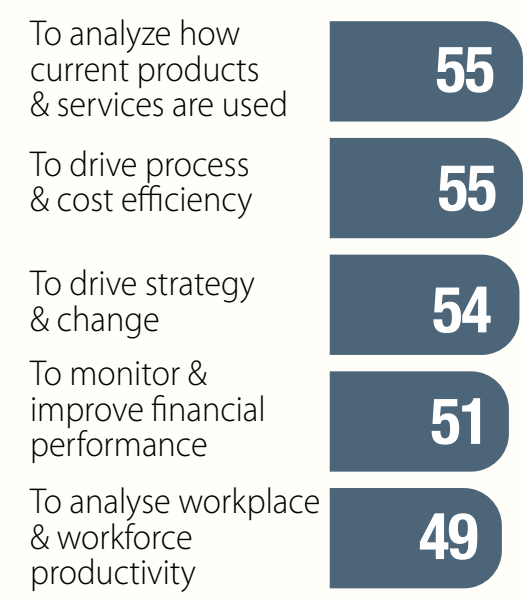 To analyze how
current products
& services are used
55
To drive process
& cost efficiency
55
To drive strategy
& change
54
To monitor &
improve financial
performance
51
To analyse workplace
& workforce
productivity
49